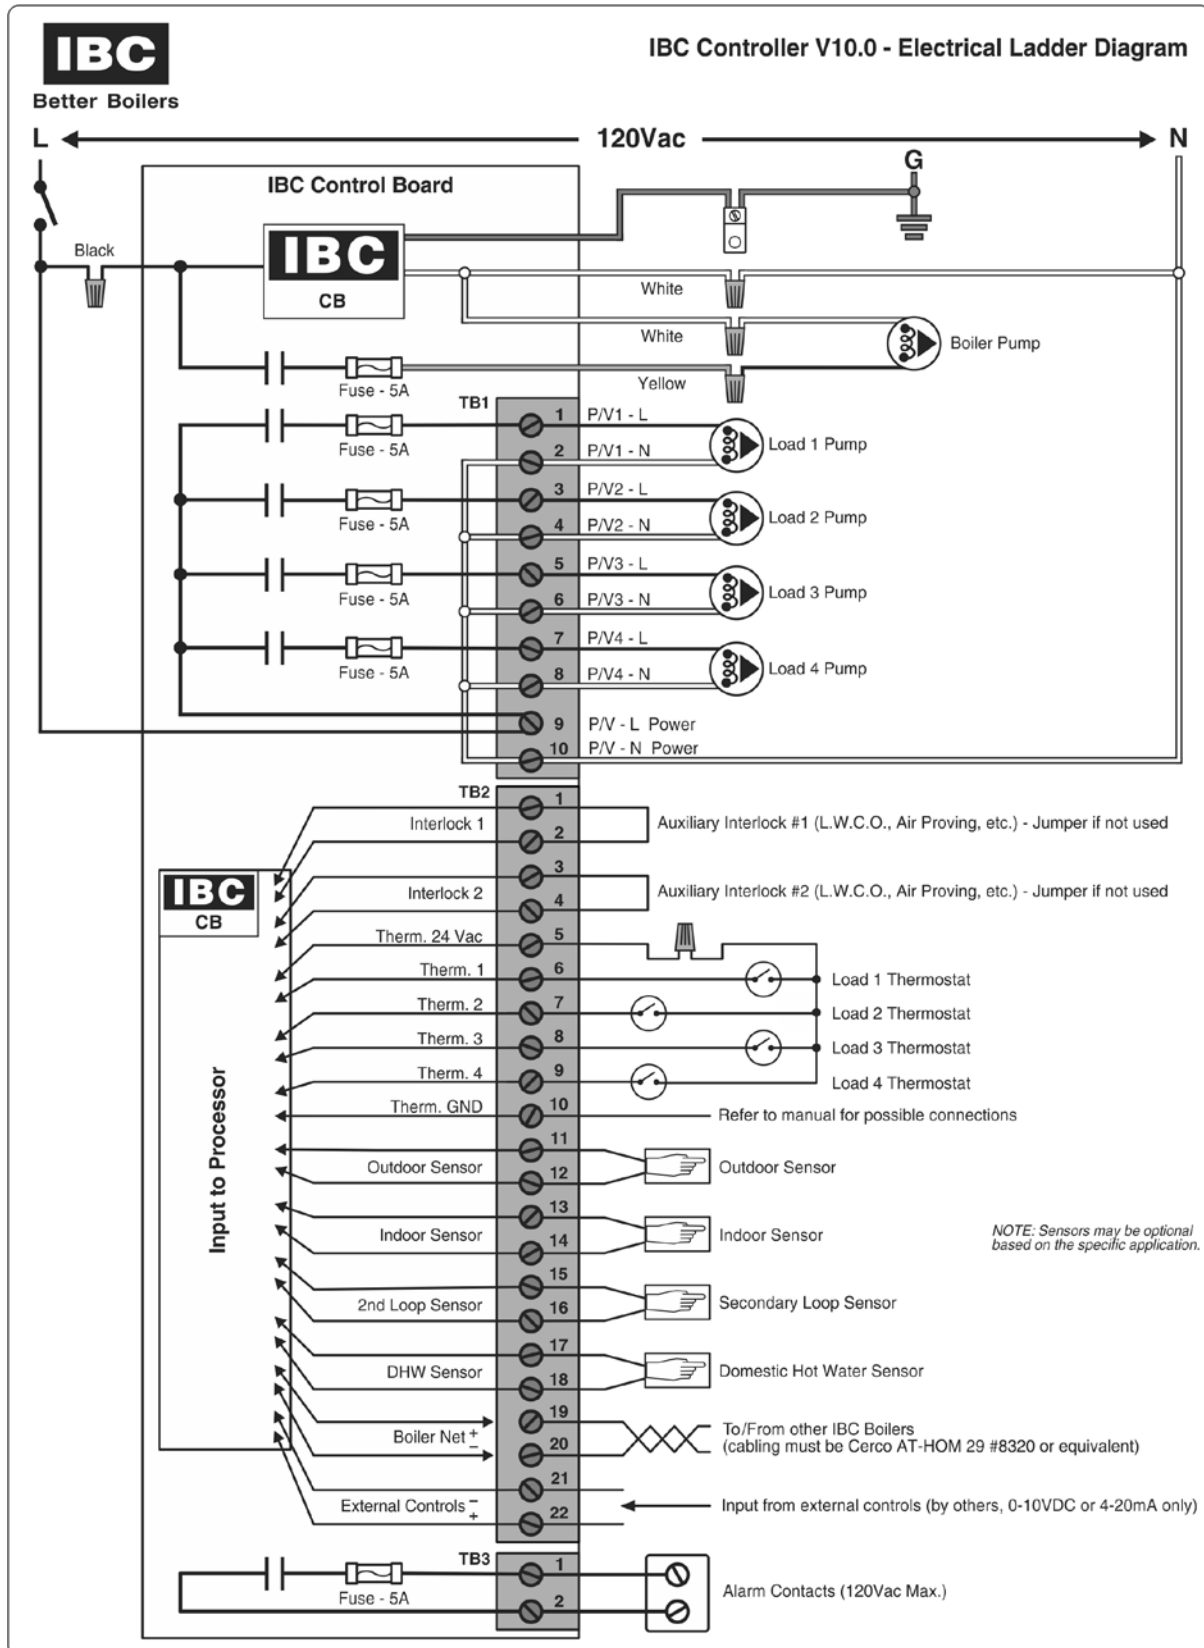 IBC
Better Boilers
IBC Controller V10.0 - Electrical Ladder Diagram
L
120Vac
N
G
IBC Control Board
Black
IBC
CB
White
White
Boiler Pump
Yellow
Fuse - 5A
TB1
1 P/V1 - L
Fuse - 5A
Load 1 Pump
2 P/V1 - N
3 P/V2 - L
Fuse - 5A
Load 2 Pump
4 P/V2 - N
5 P/V3 - L
Fuse - 5A
Load 3 Pump
6 P/V3 - N
7 P/V4 - L
Fuse - 5A
Load 4 Pump
8 P/V4 - N
9 P/V - L Power
10 P/V - N Power
TB2
1
Interlock 1
Auxiliary Interlock #1 (L.W.C.O., Air Proving, etc.) - Jumper if not used
2
3
IBC
CB
Interlock 2
Auxiliary Interlock #2 (L.W.C.O., Air Proving, etc.) - Jumper if not used
4
Therm. 24 Vac 5
Therm. 1 6 Load 1 Thermostat
Therm. 2 7 Load 2 Thermostat
Therm. 3 8 Load 3 Thermostat
Therm. 4 9 Load 4 Thermostat
Therm. GND 10 Refer to manual for possible connections
Input to Processor
11
Outdoor Sensor Outdoor Sensor
12
13
Indoor Sensor Indoor Sensor
14
NOTE: Sensors may be optional
based on the specific application.
15
2nd Loop Sensor Secondary Loop Sensor
16
17
DHW Sensor Domestic Hot Water Sensor
18
19
Boiler Net + −
To/From other IBC Boilers
(cabling must be Cerco AT-HOM 29 #8320 or equivalent)
20
21
External Controls − +
Input from external controls (by others, 0-10VDC or 4-20mA only)
22
TB3
1
Fuse - 5A
Alarm Contacts (120Vac Max.)
2